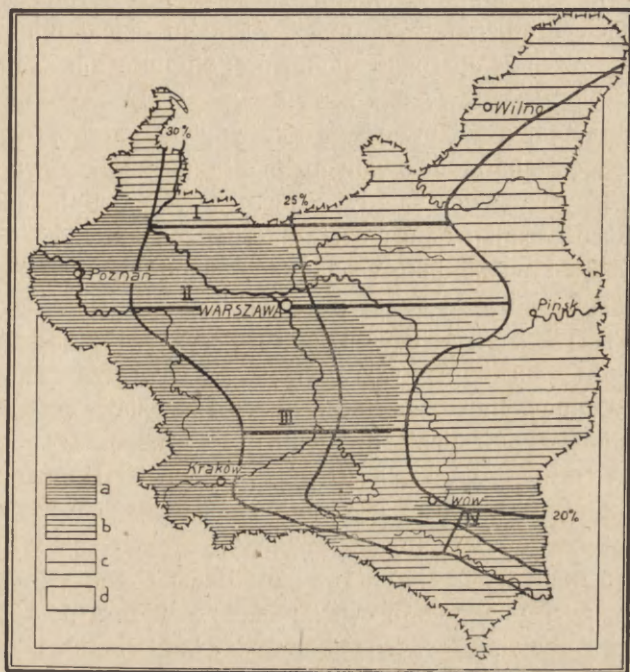 Wilno
30%
25%
I
Poznań
II
WARSZAWA
Pińsk
III
Kraków
Lwów
IV
20%
a
b
c
d